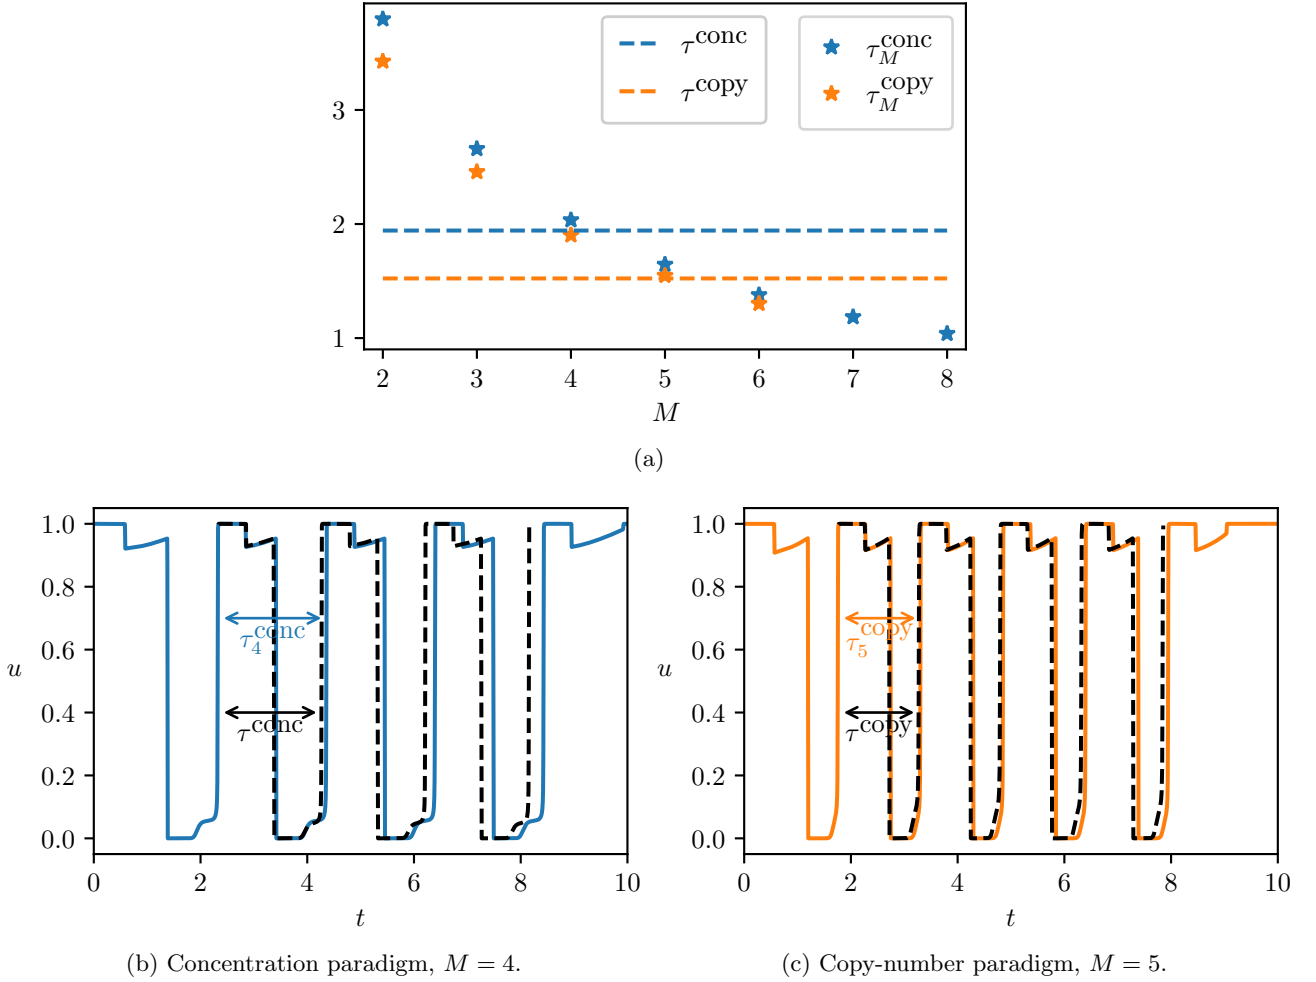 τ^conc
τ^copy
τ_M^conc
τ_M^copy
3
2
1
2 3 4 5 6 7 8
M
(a)
1.0
0.8
0.6
0.4
0.2
0.0
u
τ_4^conc
τ^conc
0 2 4 6 8 10
t
(b) Concentration paradigm, M = 4.
1.0
0.8
0.6
0.4
0.2
0.0
u
τ_5^copy
τ^copy
0 2 4 6 8 10
t
(c) Copy-number paradigm, M = 5.